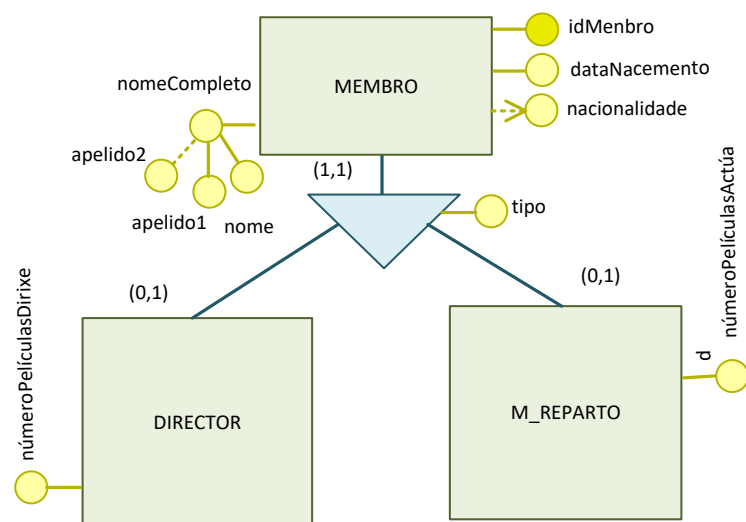 idMenbro
dataNacemento
MEMBRO
nomeCompleto
nacionalidade
apelido2
(1,1)
apelido1
nome
tipo
númeroPelículasDirixe
(0,1)
(0,1)
númeroPelículasActúa
d
DIRECTOR
M_REPARTO